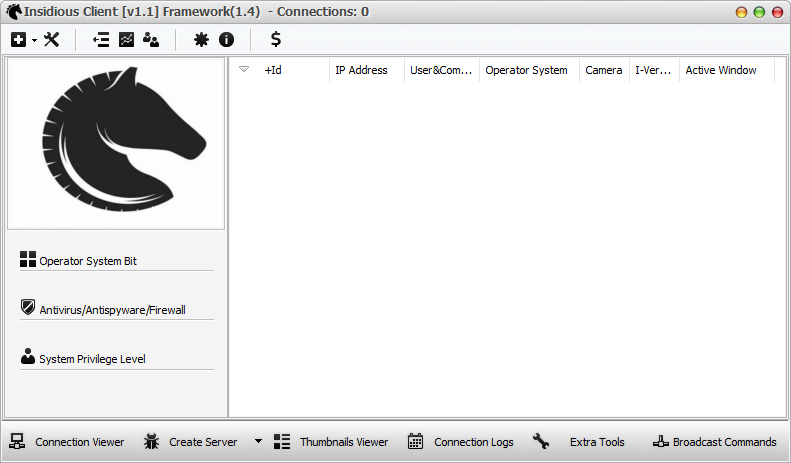 Insidious Client [v1.1] Framework(1.4) - Connections: 0
$
+Id IP Address User&Com... Operator System Camera I-Ver... Active Window
Operator System Bit
Antivirus/Antispyware/Firewall
System Privilege Level
Connection Viewer Create Server Thumbnails Viewer Connection Logs Extra Tools Broadcast Commands